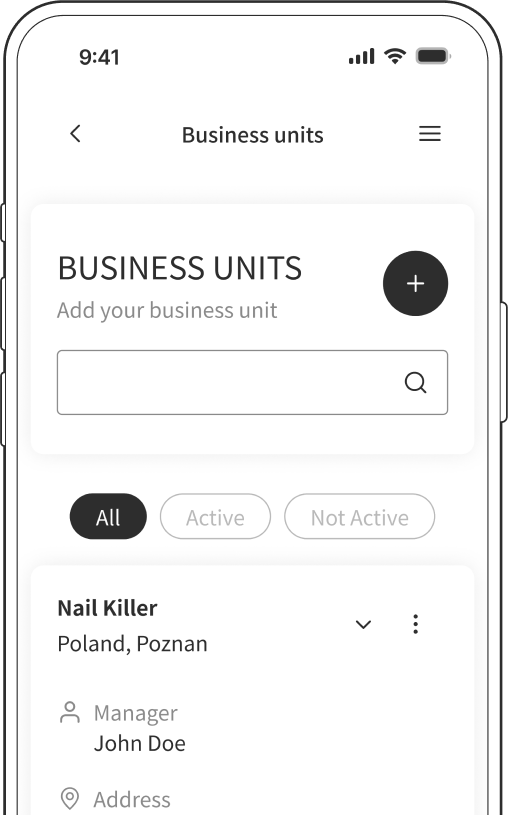 9:41
Business units
BUSINESS UNITS
Add your business unit
All
Active
Not Active
Nail Killer
Poland, Poznan
Manager
John Doe
Address